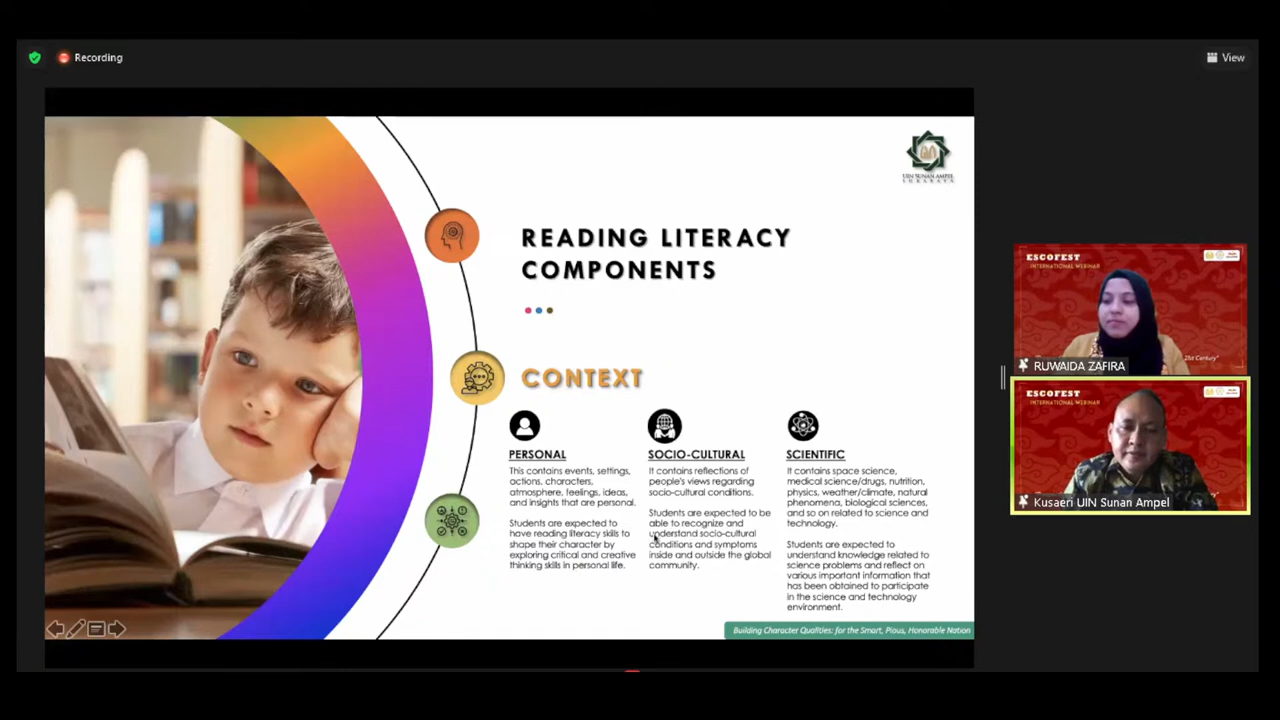 Recording
View
UIN SUNAN AMPEL
SURABAYA
READING LITERACY
COMPONENTS
CONTEXT
PERSONAL
This contains events, settings,
actions, characters,
atmosphere, feelings, ideas,
and insights that are personal.
Students are expected to
have reading literacy skills to
shape their character by
exploring critical and creative
thinking skills in personal life.
SOCIO-CULTURAL
It contains reflections of
people's views regarding
socio-cultural conditions.
Students are expected to be
able to recognize and
understand socio-cultural
conditions and symptoms
inside and outside the global
community.
SCIENTIFIC
It contains space science,
medical science/drugs, nutrition,
physics, weather/climate, natural
phenomena, biological sciences,
and so on related to science and
technology.
Students are expected to
understand knowledge related to
science problems and reflect on
various important information that
has been obtained to participate
in the science and technology
environment.
Building Character Qualities: for the Smart, Pious, Honorable Nation
ESCOFEST
INTERNATIONAL WEBINAR
21st Century"
RUWAIDA ZAFIRA
ESCOFEST
INTERNATIONAL WEBINAR
Kusaeri UIN Sunan Ampel